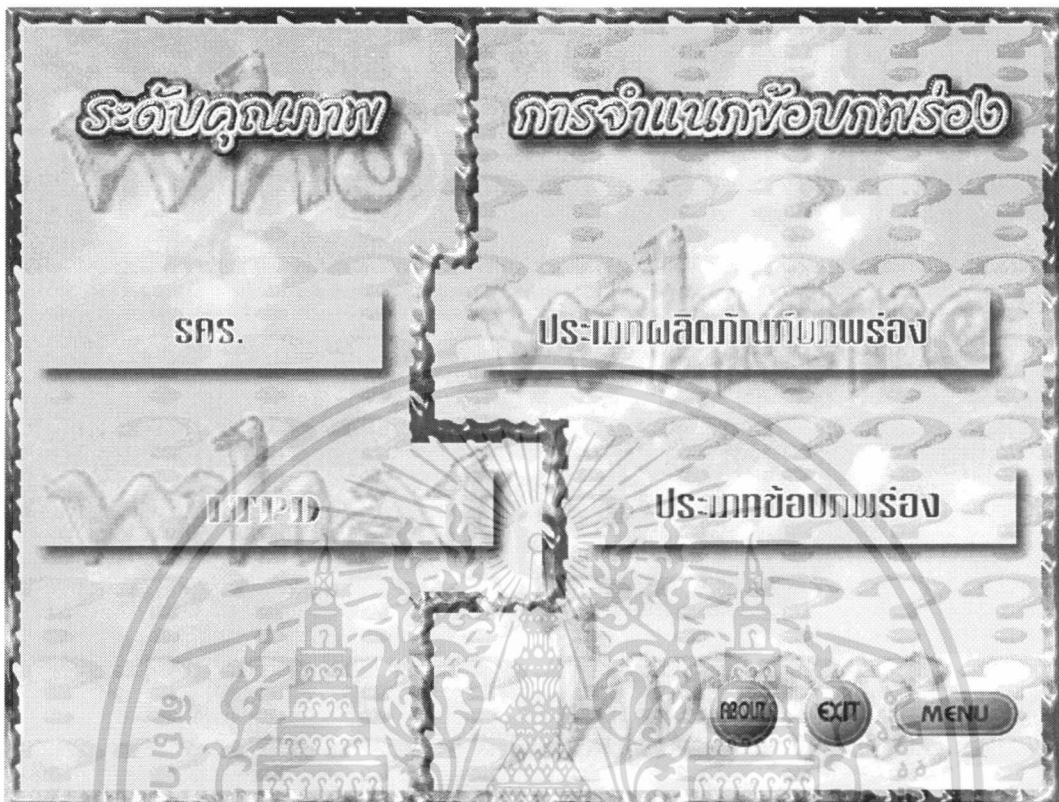 ระดับคุณภาพ
รคร.
LTPD
การจำแนกข้อบกพร่อง
ประเภทผลิตภัณฑ์บกพร่อง
ประเภทข้อบกพร่อง
ABOUT
EXIT
MENU